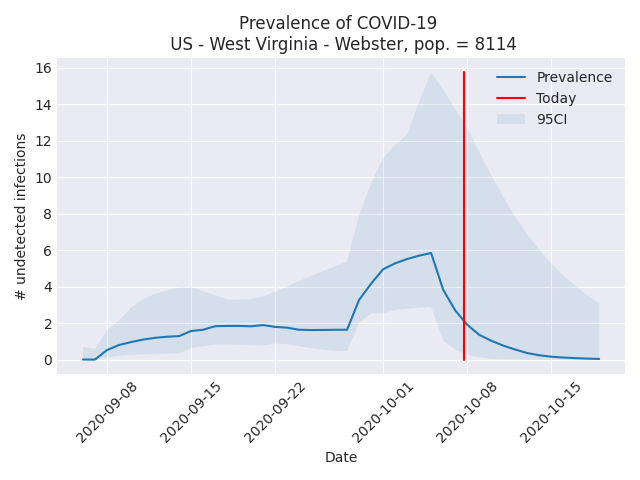 Prevalence of COVID-19
US - West Virginia - Webster, pop. = 8114
16
14
12
10
8
6
4
2
0
# undetected infections
Prevalence
Today
95CI
2020-09-08
2020-09-15
2020-09-22
2020-10-01
2020-10-08
2020-10-15
Date